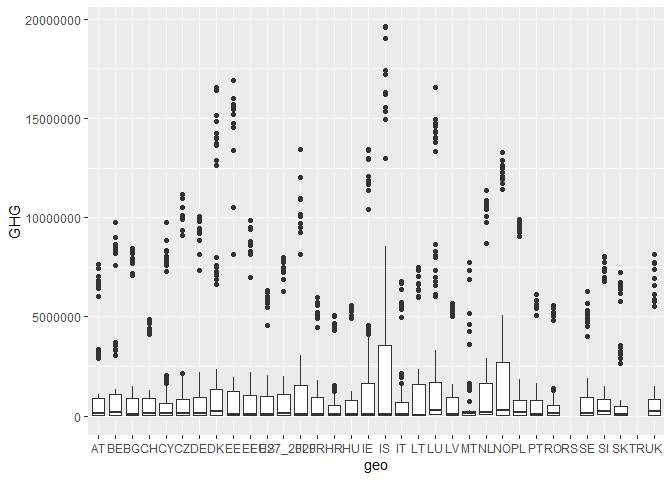 20000000
15000000
10000000
5000000
0
GHG
AT BE BG CH CY CZ DE DK EE FR HR HU IE IS IT LT LU LV MT NL NO PL PT RO RS SE SI SK TR UK
geo